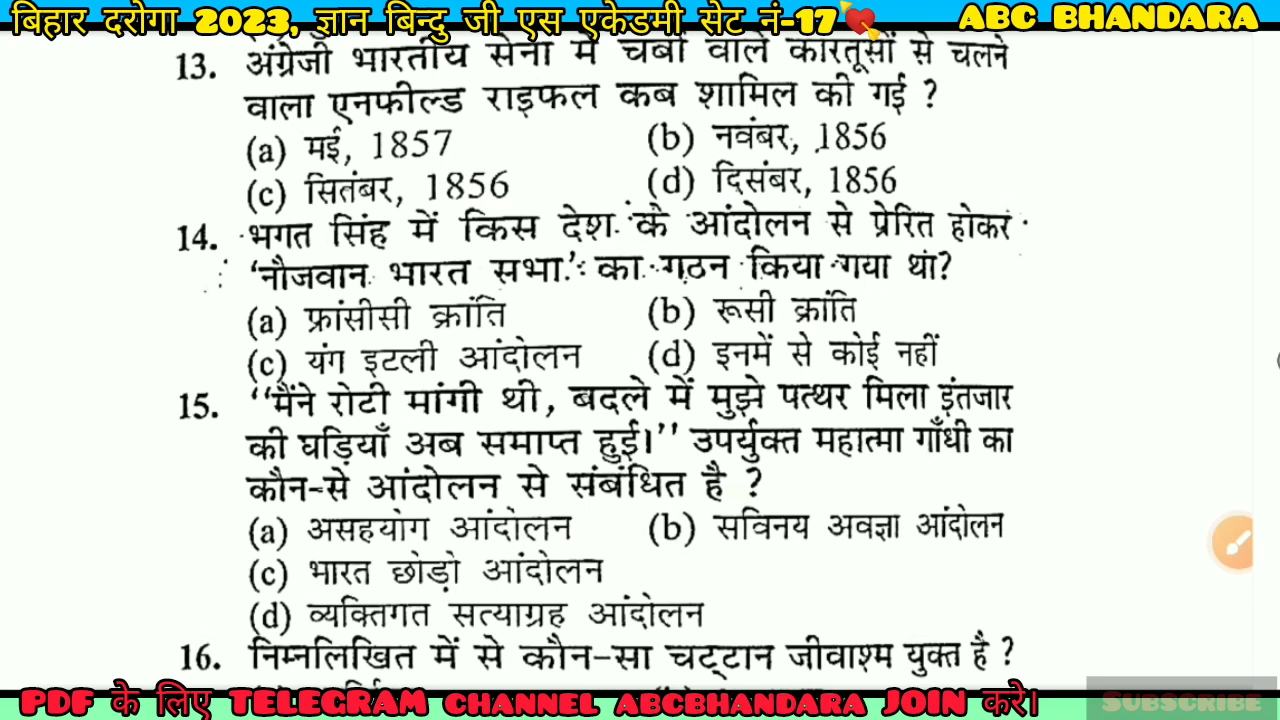 बिहार दरोगा 2023, ज्ञान बिन्दु जी एस एकेडमी सेट नं-17💘
ABC BHANDARA
13. अंग्रेजी भारतीय सेना में चर्बी वाले कारतूसों से चलने
वाला एनफील्ड राइफल कब शामिल की गई ?
(a) मई, 1857 (b) नवंबर, 1856
(c) सितंबर, 1856 (d) दिसंबर, 1856
14. भगत सिंह में किस देश के आंदोलन से प्रेरित होकर
‘नौजवान भारत सभा’ का गठन किया गया था?
(a) फ्रांसीसी क्रांति (b) रूसी क्रांति
(c) यंग इटली आंदोलन (d) इनमें से कोई नहीं
15. ‘‘मैंने रोटी मांगी थी, बदले में मुझे पत्थर मिला इंतजार
की घड़ियाँ अब समाप्त हुई।’’ उपर्युक्त महात्मा गाँधी का
कौन-से आंदोलन से संबंधित है ?
(a) असहयोग आंदोलन (b) सविनय अवज्ञा आंदोलन
(c) भारत छोड़ो आंदोलन
(d) व्यक्तिगत सत्याग्रह आंदोलन
16. निम्नलिखित में से कौन-सा चट्टान जीवाश्म युक्त है ?
PDF के लिए TELEGRAM CHANNEL ABCBHANDARA JOIN करे।
SUBSCRIBE